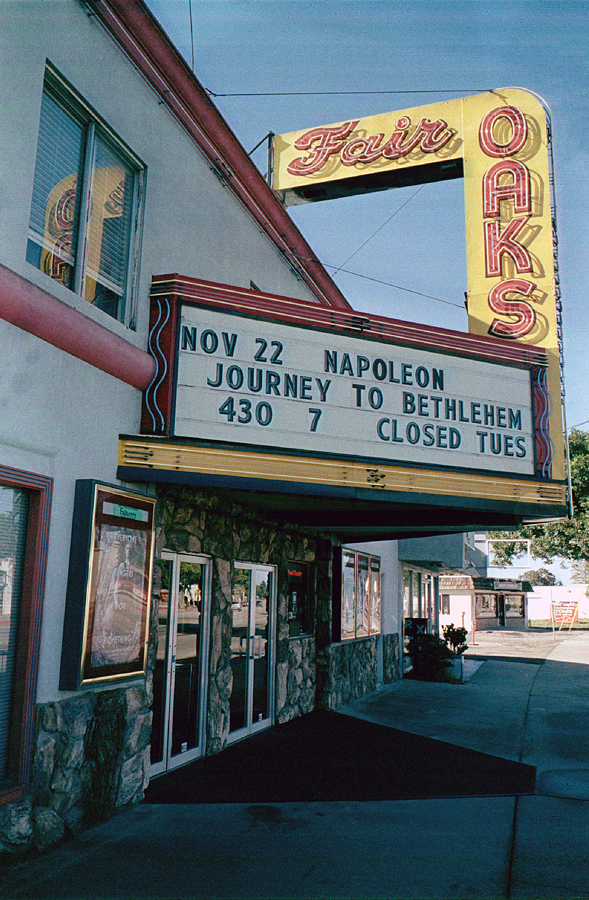 Fair
OAKS
NOV 22 NAPOLEON
JOURNEY TO BETHLEHEM
430 7 CLOSED TUES